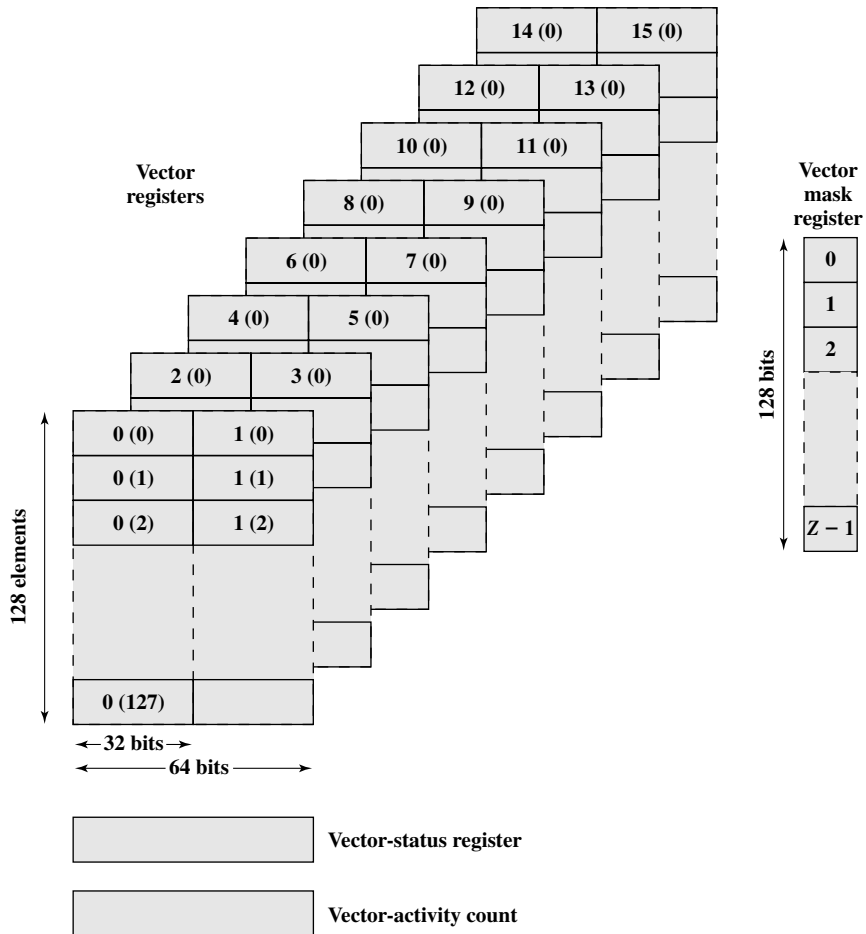 14 (0) 15 (0)
12 (0) 13 (0)
10 (0) 11 (0)
Vector
registers
8 (0) 9 (0)
6 (0) 7 (0)
4 (0) 5 (0)
2 (0) 3 (0)
0 (0) 1 (0)
0 (1) 1 (1)
0 (2) 1 (2)
0 (127)
128 elements
32 bits
64 bits
Vector
mask
register
0
1
2
Z – 1
128 bits
Vector-status register
Vector-activity count